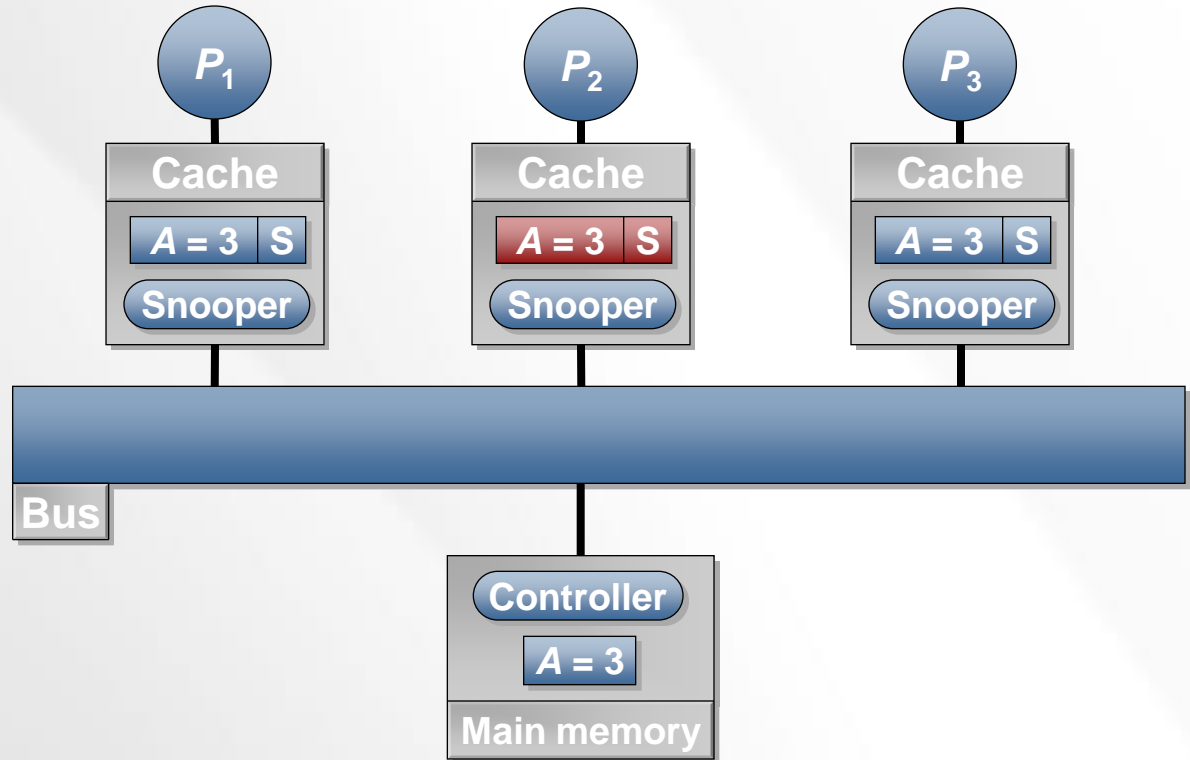 P1 P2 P3
Cache Cache Cache
A = 3 S A = 3 S A = 3 S
Snooper Snooper Snooper
Bus
Controller
A = 3
Main memory